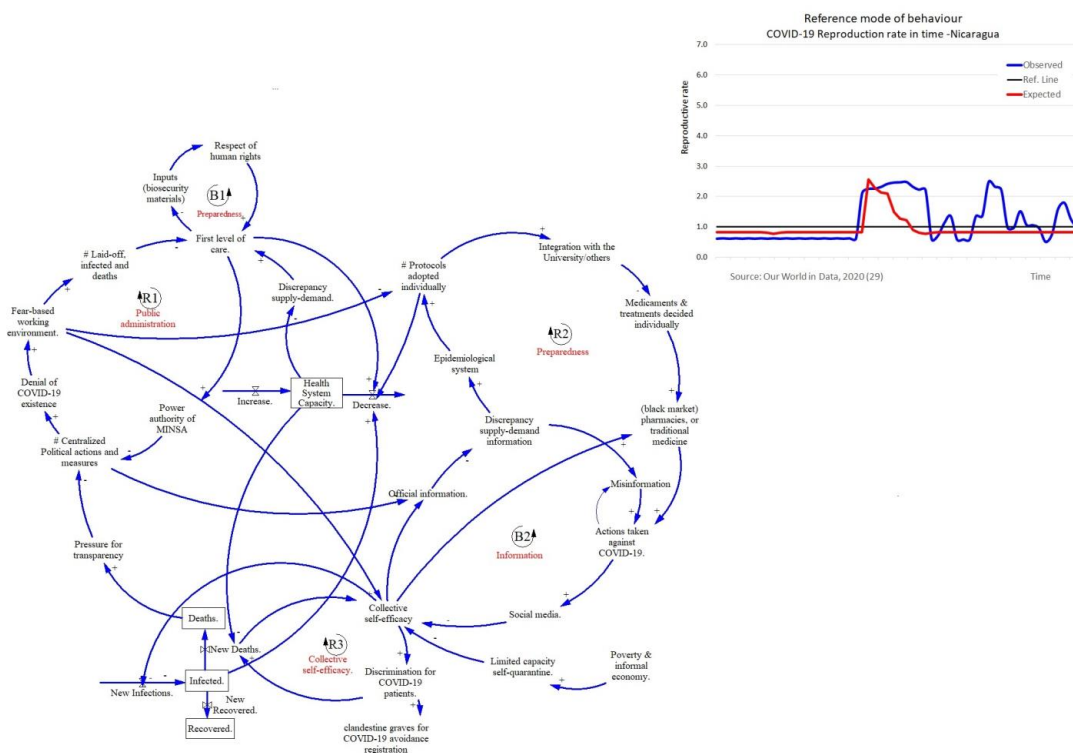 Reference mode of behaviour
COVID-19 Reproduction rate in time -Nicaragua
7.0
6.0
5.0
4.0
3.0
2.0
1.0
0.0
Reproductive rate
Observed
Ref. Line
Expected
Source: Our World in Data, 2020 (29)
Time
...
Respect of
human rights
Inputs
(biosecurity
materials)
B1
Preparedness
First level of
care.
# Laid-off,
infected and
deaths
R1
Public
administration
Fear-based
working
environment.
Discrepancy
supply-demand.
# Protocols
adopted
individually
Integration with the
University/others
Medicaments &
treatments decided
individually
R2
Preparedness
Epidemiological
system
Denial of
COVID-19
existence
Increase.
Health
System
Capacity.
Decrease.
Power
authority of
MINSA
# Centralized
Political actions and
measures
Discrepancy
supply-demand
information
(black market)
pharmacies, or
traditional
medicine
Misinformation
Official information.
Actions taken
against
COVID-19.
B2
Information
Pressure for
transparency
Collective
self-efficacy
Social media.
Deaths.
New Deaths.
R3
Collective
self-efficacy.
Discrimination for
COVID-19
patients.
Limited capacity
self-quarantine.
Poverty &
informal
economy.
New Infections.
Infected.
New
Recovered.
Recovered.
clandestine graves for
COVID-19 avoidance
registration